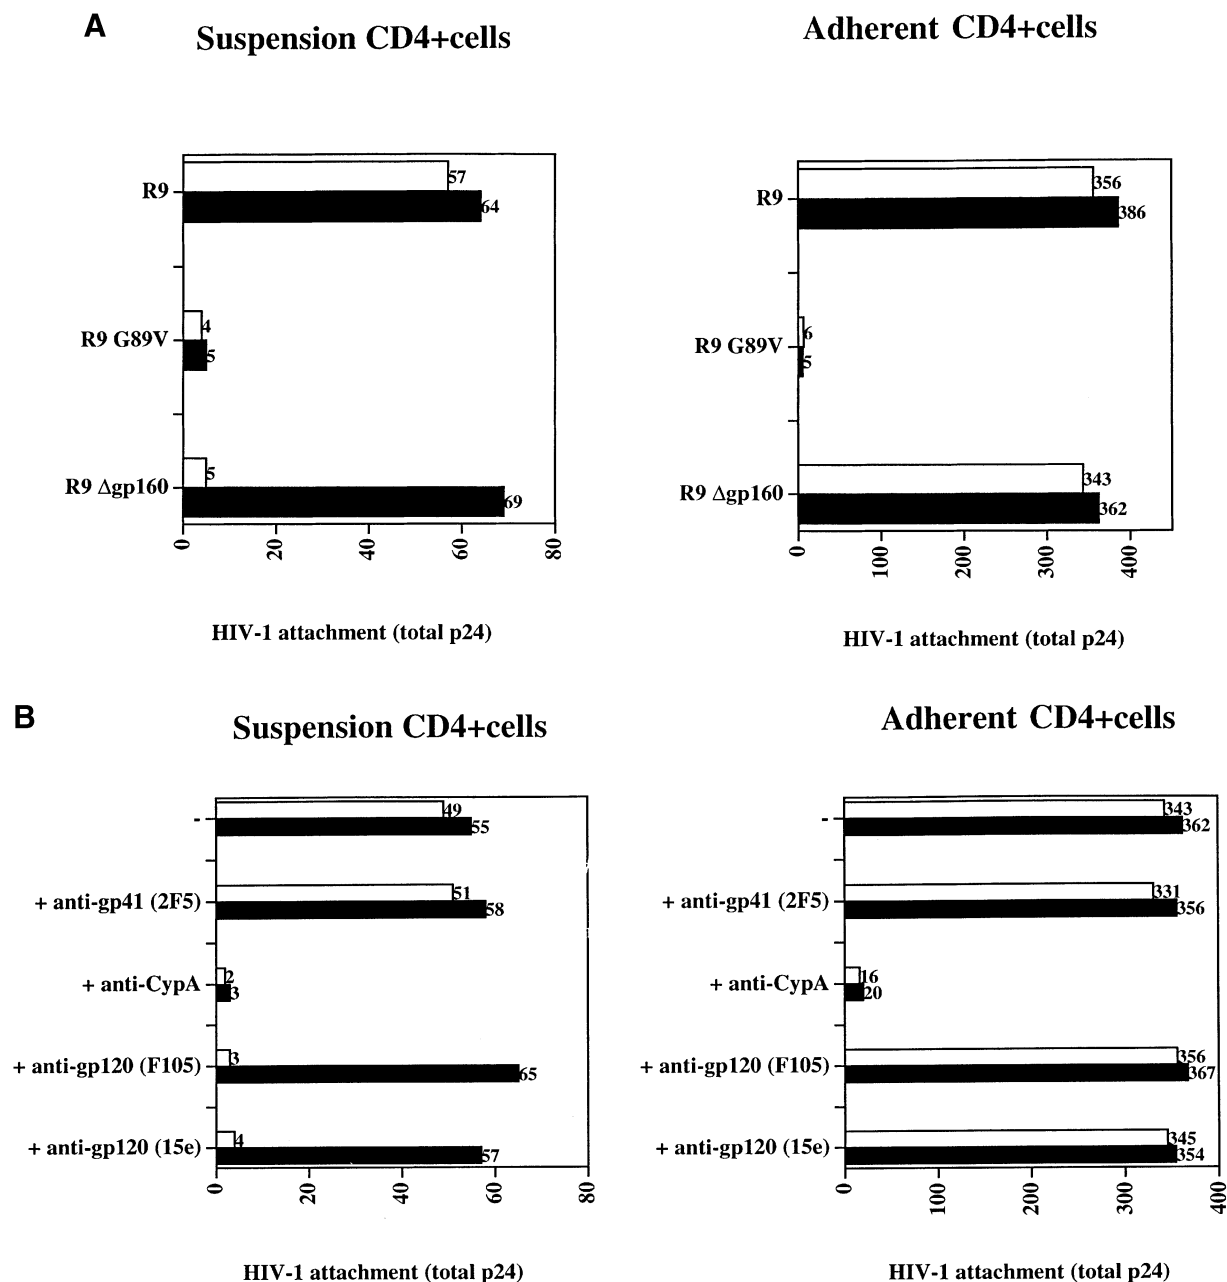 A
Suspension CD4+cells
Adherent CD4+cells
R9
57
64
R9 G89V
4
5
R9 Δgp160
5
69
0
20
40
60
80
HIV-1 attachment (total p24)
R9
356
386
R9 G89V
6
5
R9 Δgp160
343
362
0
100
200
300
400
HIV-1 attachment (total p24)
B
Suspension CD4+cells
Adherent CD4+cells
-
49
55
+ anti-gp41 (2F5)
51
58
+ anti-CypA
2
3
+ anti-gp120 (F105)
3
65
+ anti-gp120 (15e)
4
57
0
20
40
60
80
HIV-1 attachment (total p24)
-
343
362
+ anti-gp41 (2F5)
331
356
+ anti-CypA
16
20
+ anti-gp120 (F105)
356
367
+ anti-gp120 (15e)
345
354
0
100
200
300
400
HIV-1 attachment (total p24)